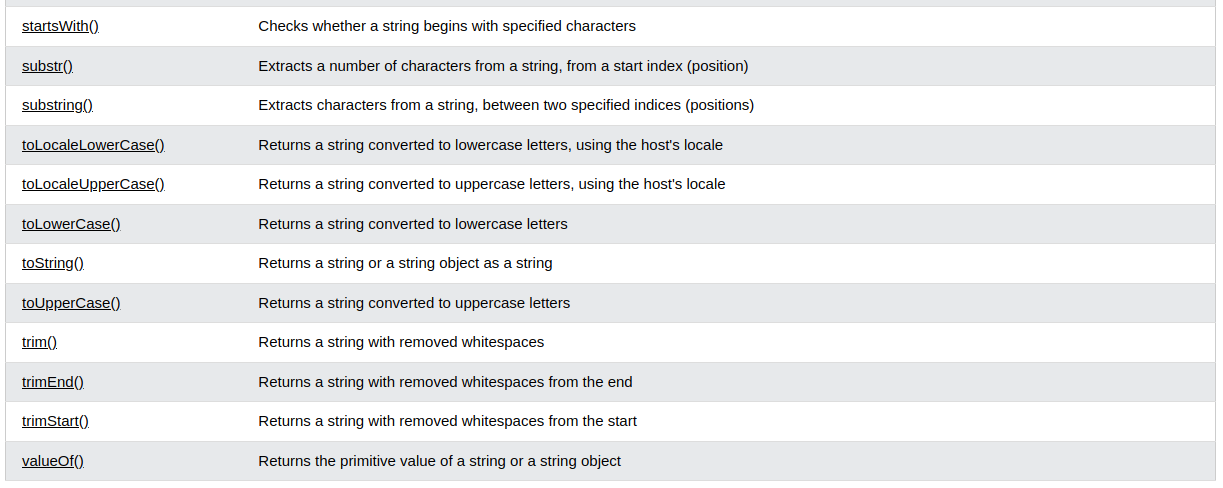 startsWith() Checks whether a string begins with specified characters
substr() Extracts a number of characters from a string, from a start index (position)
substring() Extracts characters from a string, between two specified indices (positions)
toLocaleLowerCase() Returns a string converted to lowercase letters, using the host's locale
toLocaleUpperCase() Returns a string converted to uppercase letters, using the host's locale
toLowerCase() Returns a string converted to lowercase letters
toString() Returns a string or a string object as a string
toUpperCase() Returns a string converted to uppercase letters
trim() Returns a string with removed whitespaces
trimEnd() Returns a string with removed whitespaces from the end
trimStart() Returns a string with removed whitespaces from the start
valueOf() Returns the primitive value of a string or a string object